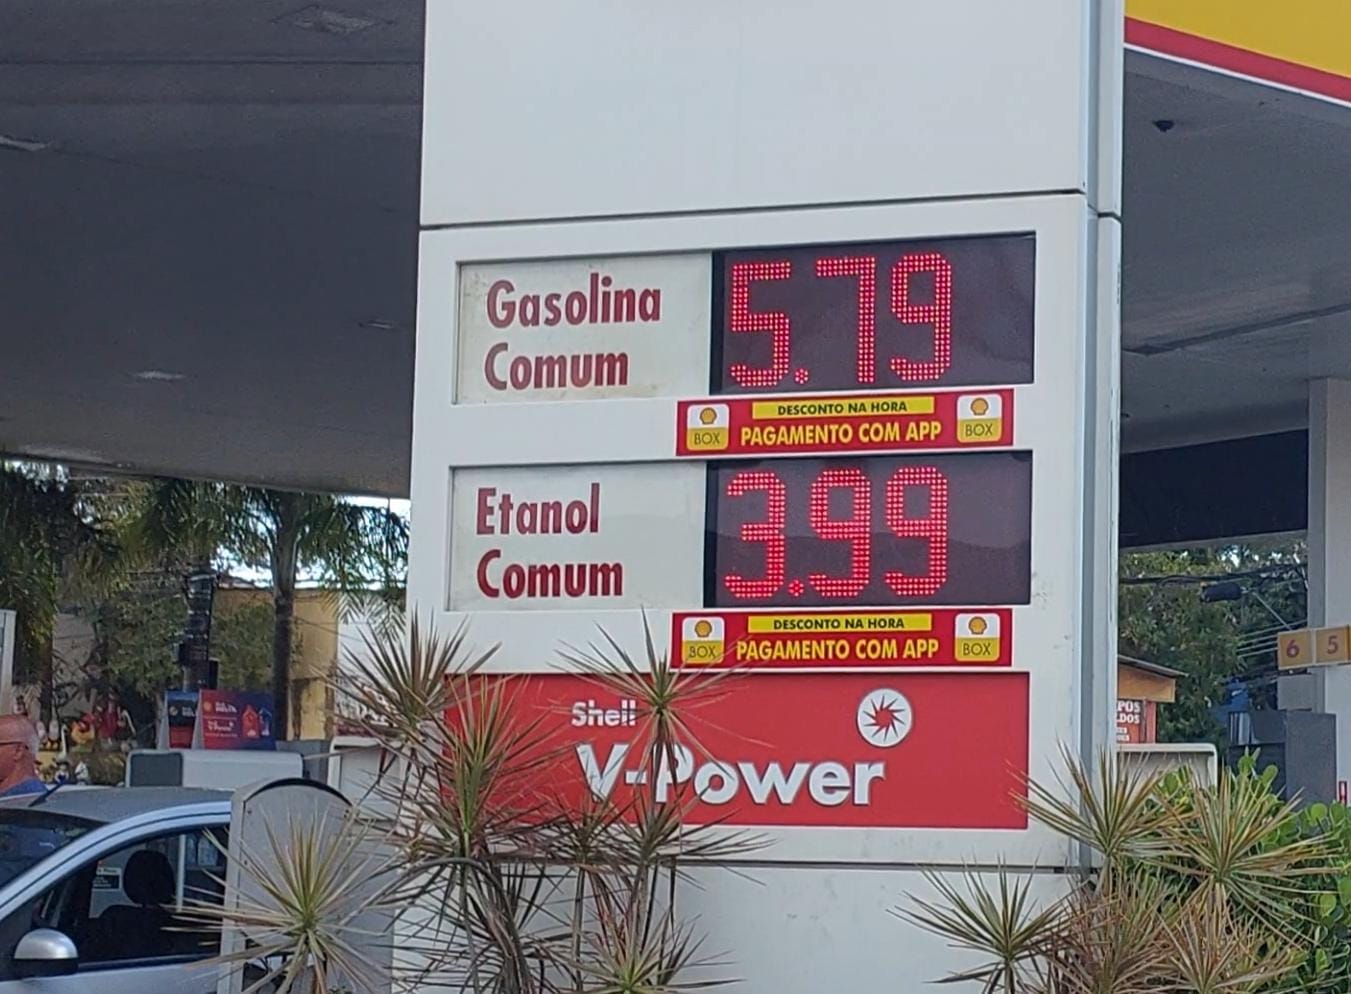 Gasolina
Comum
5.79
BOX
DESCONTO NA HORA
BOX
PAGAMENTO COM APP
Etanol
Comum
3.99
BOX
DESCONTO NA HORA
BOX
PAGAMENTO COM APP
Shell
V-Power
6 5